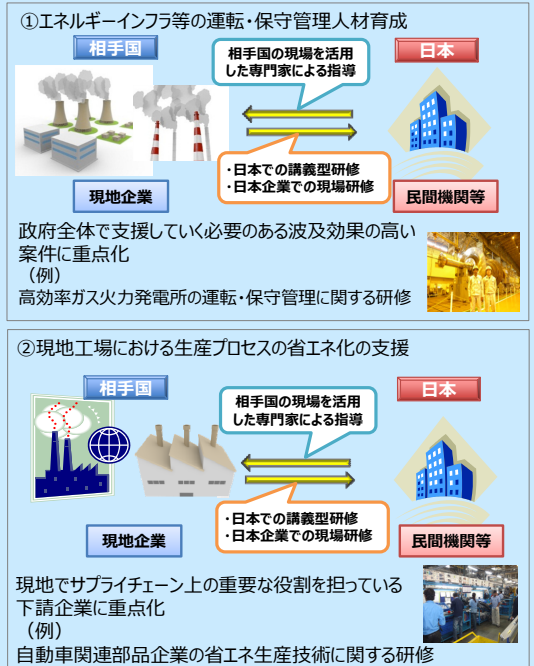 ①エネルギーインフラ等の運転・保守管理人材育成
相手国
相手国の現場を活用
した専門家による指導
日本
・日本での講義型研修
・日本企業での現場研修
現地企業
民間機関等
政府全体で支援していく必要のある波及効果の高い
案件に重点化
（例）
高効率ガス火力発電所の運転・保守管理に関する研修
②現地工場における生産プロセスの省エネ化の支援
相手国
相手国の現場を活用
した専門家による指導
日本
・日本での講義型研修
・日本企業での現場研修
現地企業
民間機関等
現地でサプライチェーン上の重要な役割を担っている
下請企業に重点化
（例）
自動車関連部品企業の省エネ生産技術に関する研修